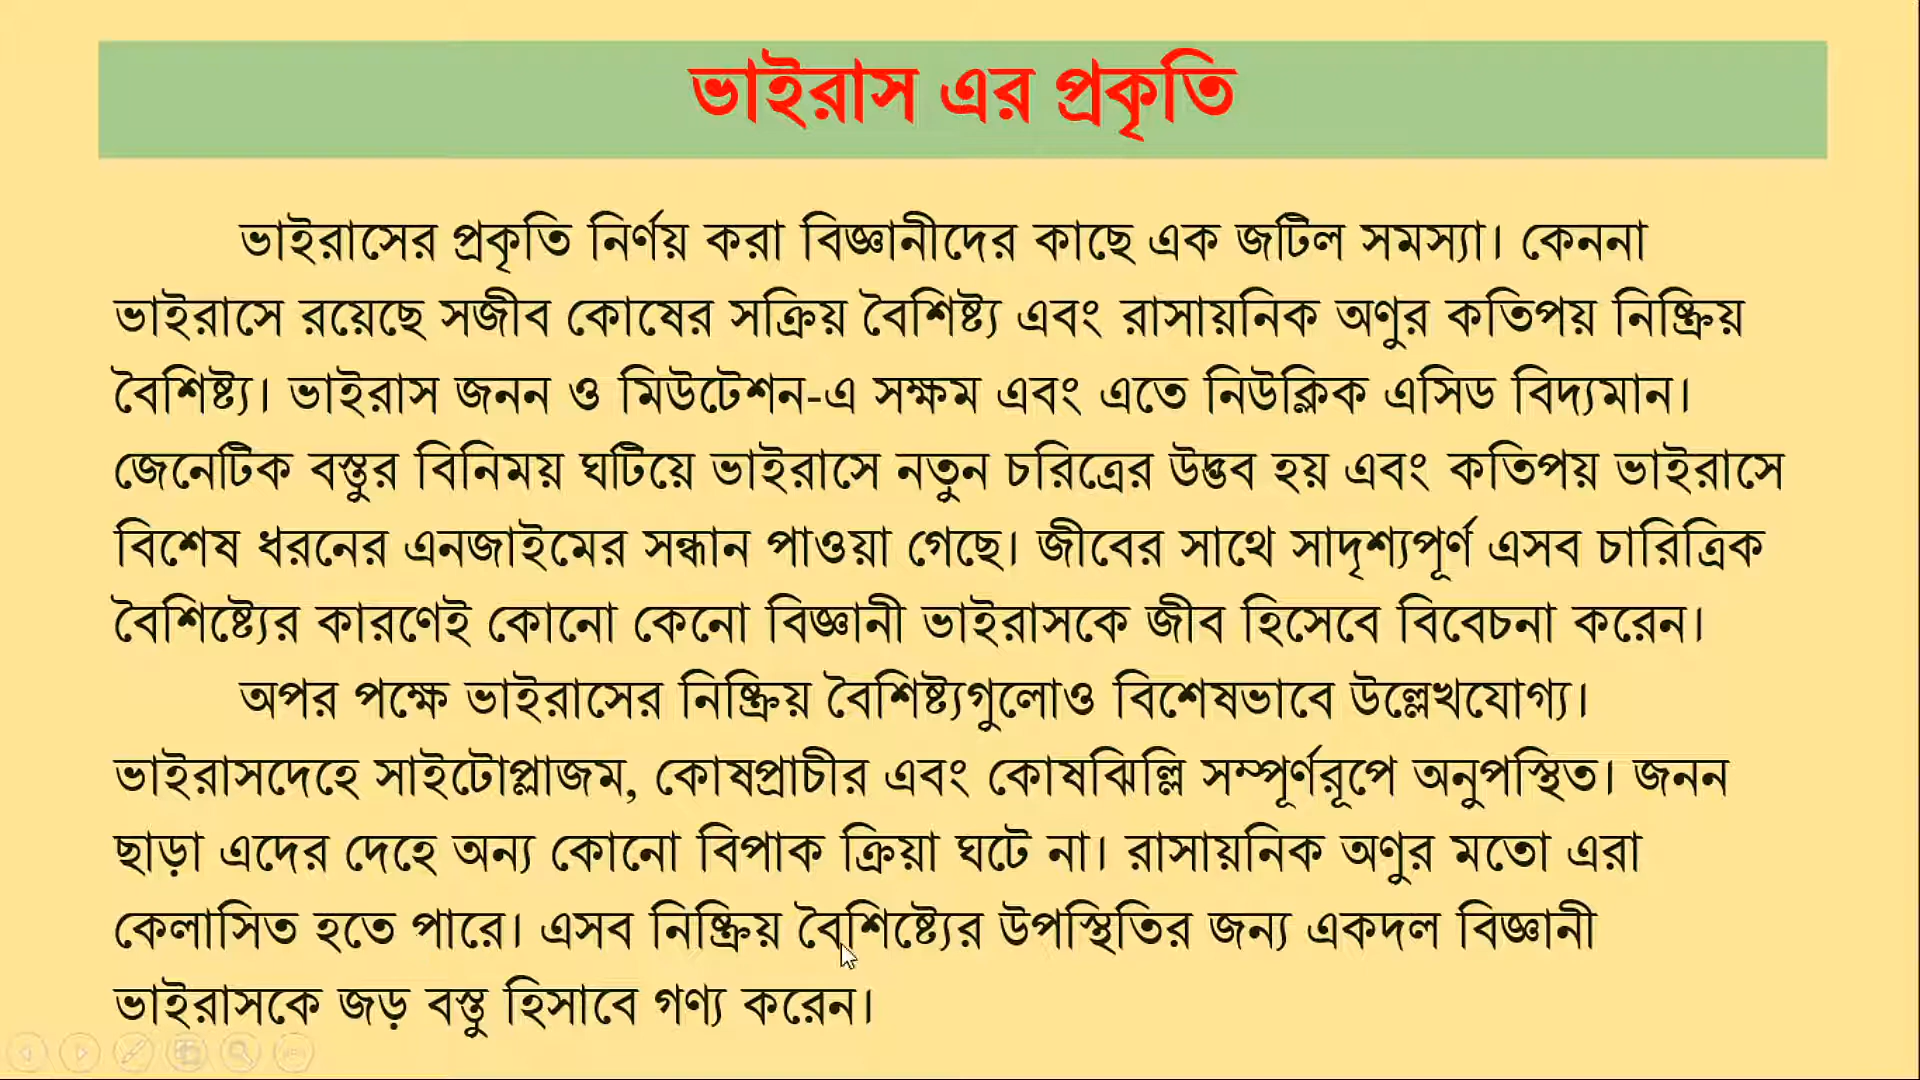 ভাইরাস এর প্রকৃতি
ভাইরাসের প্রকৃতি নির্ণয় করা বিজ্ঞানীদের কাছে এক জটিল সমস্যা। কেননা
ভাইরাসে রয়েছে সজীব কোষের সক্রিয় বৈশিষ্ট্য এবং রাসায়নিক অণুর কতিপয় নিষ্ক্রিয়
বৈশিষ্ট্য। ভাইরাস জনন ও মিউটেশন-এ সক্ষম এবং এতে নিউক্লিক এসিড বিদ্যমান।
জেনেটিক বস্তুর বিনিময় ঘটিয়ে ভাইরাসে নতুন চরিত্রের উদ্ভব হয় এবং কতিপয় ভাইরাসে
বিশেষ ধরনের এনজাইমের সন্ধান পাওয়া গেছে। জীবের সাথে সাদৃশ্যপূর্ণ এসব চারিত্রিক
বৈশিষ্ট্যের কারণেই কোনো কেনো বিজ্ঞানী ভাইরাসকে জীব হিসেবে বিবেচনা করেন।
অপর পক্ষে ভাইরাসের নিষ্ক্রিয় বৈশিষ্ট্যগুলোও বিশেষভাবে উল্লেখযোগ্য।
ভাইরাসদেহে সাইটোপ্লাজম, কোষপ্রাচীর এবং কোষঝিল্লি সম্পূর্ণরূপে অনুপস্থিত। জনন
ছাড়া এদের দেহে অন্য কোনো বিপাক ক্রিয়া ঘটে না। রাসায়নিক অণুর মতো এরা
কেলাসিত হতে পারে। এসব নিষ্ক্রিয় বৈশিষ্ট্যের উপস্থিতির জন্য একদল বিজ্ঞানী
ভাইরাসকে জড় বস্তু হিসাবে গণ্য করেন।